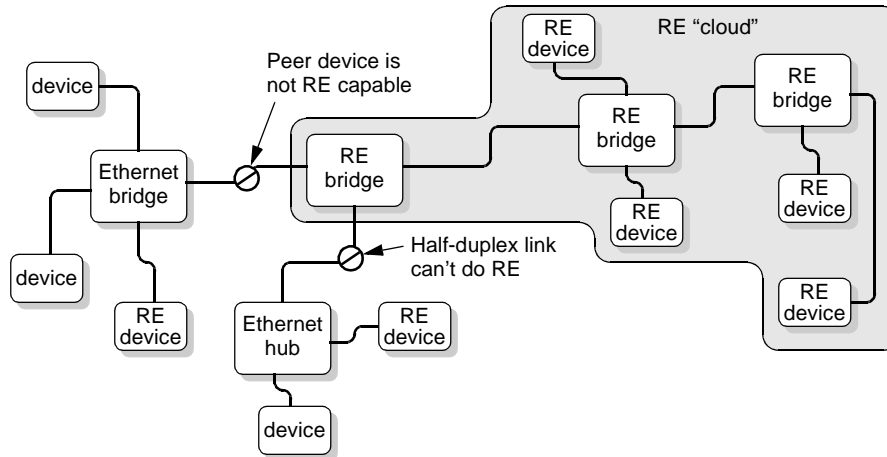 RE
device
RE “cloud”
Peer device is
not RE capable
device
RE
bridge
RE
bridge
Ethernet
bridge
RE
bridge
RE
device
RE
device
Half-duplex link
can't do RE
device
RE
device
Ethernet
hub
RE
device
RE
device
device